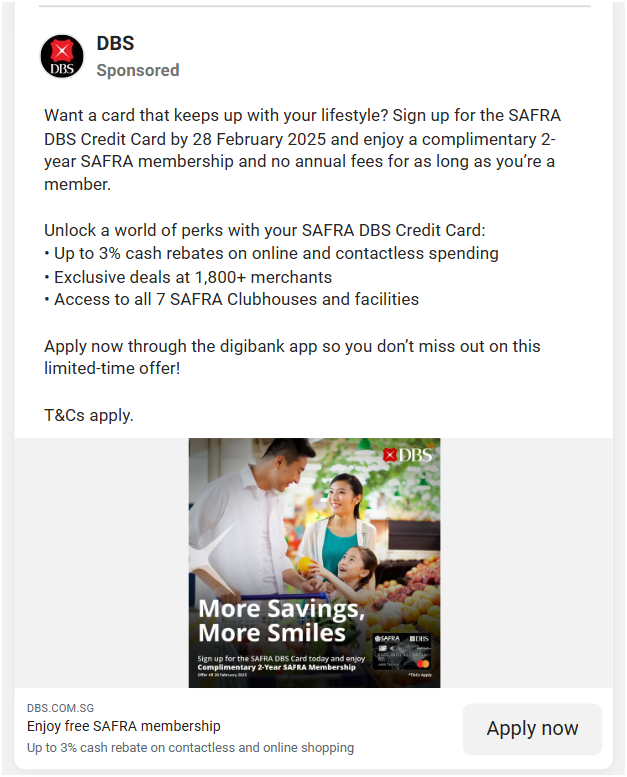 DBS
DBS
Sponsored
Want a card that keeps up with your lifestyle? Sign up for the SAFRA
DBS Credit Card by 28 February 2025 and enjoy a complimentary 2-
year SAFRA membership and no annual fees for as long as you’re a
member.
Unlock a world of perks with your SAFRA DBS Credit Card:
• Up to 3% cash rebates on online and contactless spending
• Exclusive deals at 1,800+ merchants
• Access to all 7 SAFRA Clubhouses and facilities
Apply now through the digibank app so you don’t miss out on this
limited-time offer!
T&Cs apply.
DBS
More Savings,
More Smiles
SAFRA DBS
Sign up for the SAFRA DBS Card today and enjoy
Complimentary 2-Year SAFRA Membership
Offer till 28 February 2025
*T&Cs Apply
DBS.COM.SG
Enjoy free SAFRA membership
Up to 3% cash rebate on contactless and online shopping
Apply now